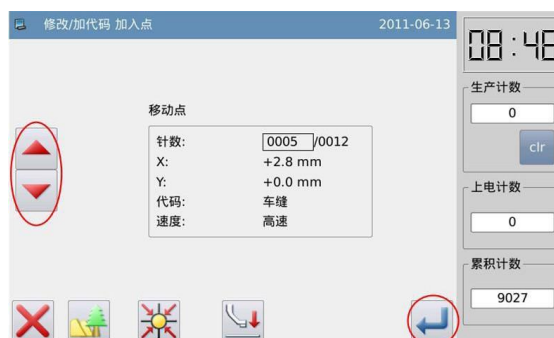 修改/加代码 加入点 2011-06-13
08:48
生产计数
0
clr
移动点
针数: 0005 /0012
X: +2.8 mm
Y: +0.0 mm
代码: 车缝
速度: 高速
上电计数
0
累积计数
9027